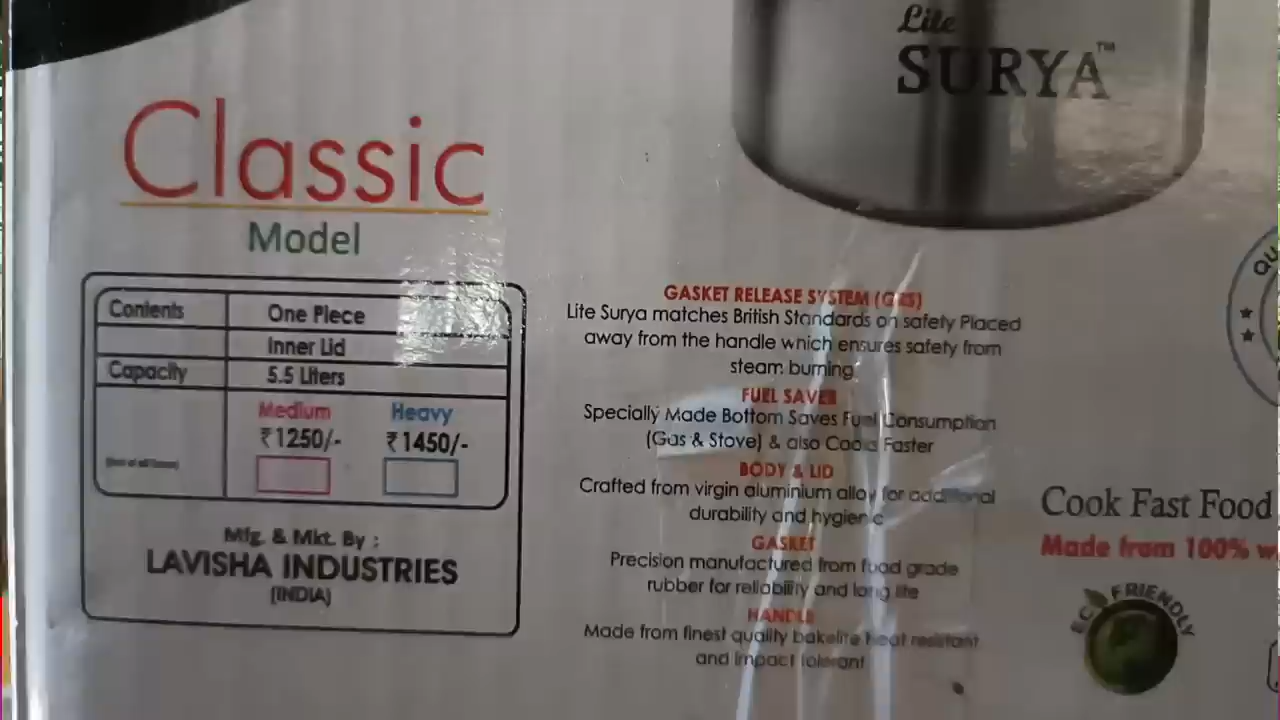 Lite
SURYA™
Classic
Model
Contents One Piece
Inner Lid
Capacity 5.5 Liters
Medium Heavy
₹1250/- ₹1450/-
Mfg. & Mkt. By :
LAVISHA INDUSTRIES
(INDIA)
GASKET RELEASE SYSTEM (GRS)
Lite Surya matches British Standards on safety Placed
away from the handle which ensures safety from
steam burning
FUEL SAVER
Specially Made Bottom Saves Fuel Consumption
(Gas & Stove) & also Cooks Faster
BODY & LID
Crafted from virgin aluminium alloy for additional
durability and hygienic
GASKET
Precision manufactured from food grade
rubber for reliability and long life
HANDLE
Made from finest quality bakelite heat resistant
and impact tolerant
QU
Cook Fast Food
Made from 100%
ECO FRIENDLY